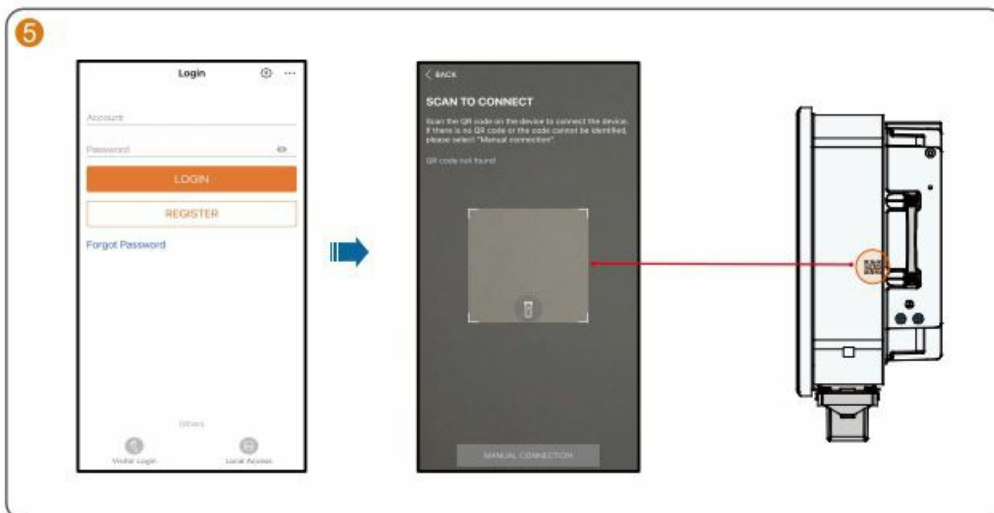 5
Login
Account
Password
LOGIN
REGISTER
Forgot Password
Others
Visitor Login
Local Access
< BACK
SCAN TO CONNECT
Scan the QR code on the device to connect the device.
If there is no QR code or the code cannot be identified,
please select "Manual connection".
QR code not found
MANUAL CONNECTION